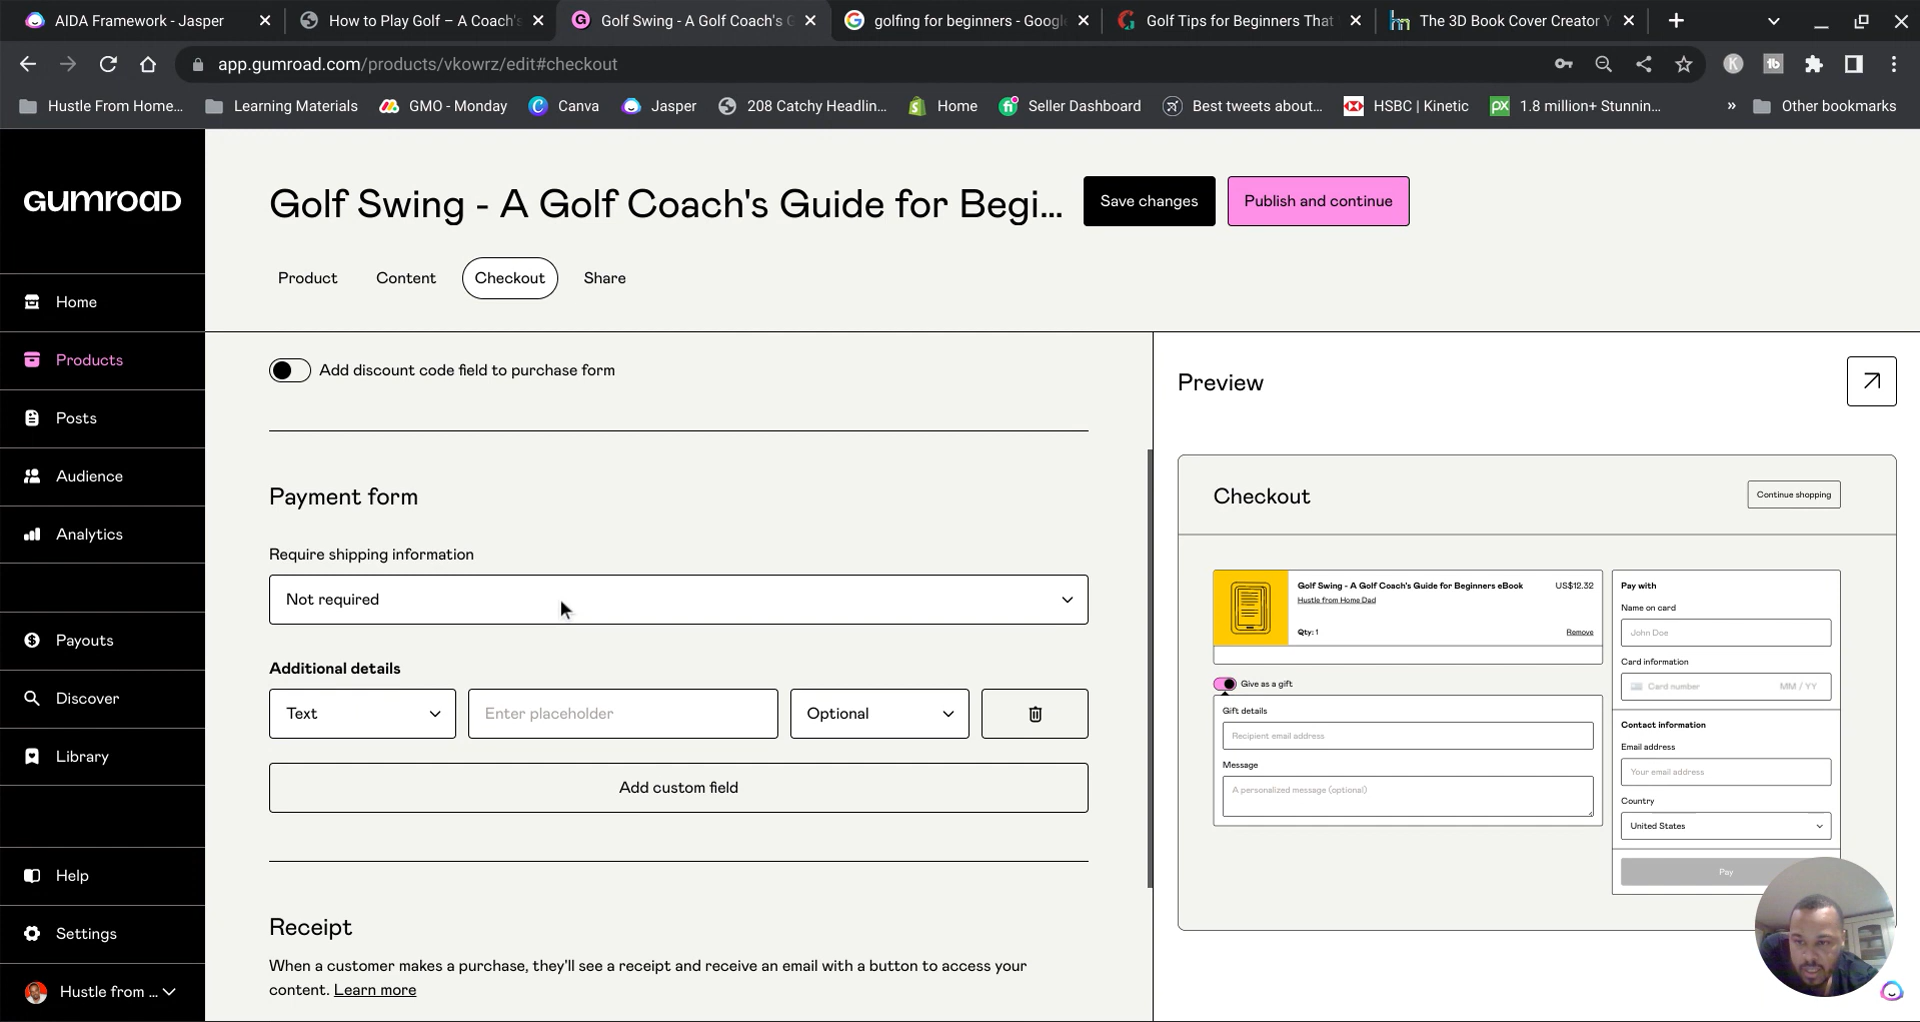 AIDA Framework - Jasper
How to Play Golf – A Coach's
Golf Swing - A Golf Coach's G
golfing for beginners - Google
Golf Tips for Beginners That
The 3D Book Cover Creator Y
app.gumroad.com/products/vkowrz/edit#checkout
Hustle From Home...
Learning Materials
GMO - Monday
Canva
Jasper
208 Catchy Headlin...
Home
Seller Dashboard
Best tweets about...
HSBC | Kinetic
1.8 million+ Stunnin...
»
Other bookmarks
GUMROAD
Home
Products
Posts
Audience
Analytics
Payouts
Discover
Library
Help
Settings
Hustle from ...
Golf Swing - A Golf Coach's Guide for Begi...
Save changes
Publish and continue
Product
Content
Checkout
Share
Add discount code field to purchase form
Payment form
Require shipping information
Not required
Additional details
Text
Enter placeholder
Optional
Add custom field
Receipt
When a customer makes a purchase, they'll see a receipt and receive an email with a button to access your
content. Learn more
Preview
Checkout
Continue shopping
Golf Swing - A Golf Coach's Guide for Beginners eBook
US$12.32
Hustle from Home Dad
Qty: 1
Remove
Give as a gift
Gift details
Recipient email address
Message
A personalized message (optional)
Pay with
Name on card
John Doe
Card information
Card number
MM / YY
Contact information
Email address
Your email address
Country
United States
Pay